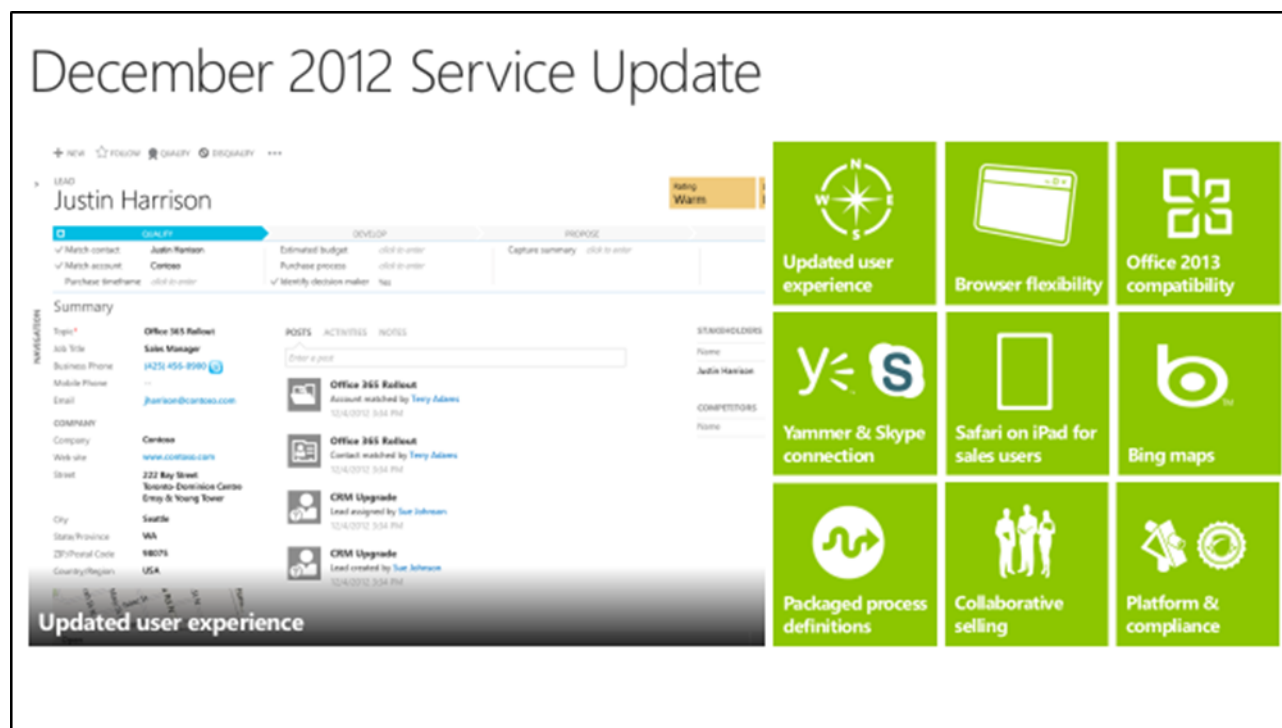 December 2012 Service Update
NEW FOLLOW QUALIFY DISQUALIFY
LEAD
Justin Harrison
Rating
Warm
QUALIFY DEVELOP PROPOSE
Match contact Justin Harrison Estimated budget click to enter Capture summary click to enter
Match account Contoso Purchase process click to enter
Purchase timeframe click to enter Identify decision maker Yes
NAVIGATION
Summary
Topic* Office 365 Rollout
Job Title Sales Manager
Business Phone (425) 456-8980
Mobile Phone --
Email jharrison@contoso.com
COMPANY
Company Contoso
Web site www.contoso.com
Street 222 Bay Street
Toronto-Dominion Centre
Ernsy & Young Tower
City Seattle
State/Province WA
ZIP/Postal Code 98075
Country/Region USA
POSTS ACTIVITIES NOTES
Enter a post
Office 365 Rollout
Account matched by Terry Adams
12/4/2012 3:34 PM
Office 365 Rollout
Contact matched by Terry Adams
12/4/2012 3:34 PM
CRM Upgrade
Lead assigned by Sue Johnson
12/4/2012 3:34 PM
CRM Upgrade
Lead created by Sue Johnson
12/4/2012 3:34 PM
STAKEHOLDERS
Name
Justin Harrison
COMPETITORS
Name
Updated user experience
N
W E
S
Updated user
experience
Browser flexibility
Office 2013
compatibility
Yammer & Skype
connection
Safari on iPad for
sales users
Bing maps
Packaged process
definitions
Collaborative
selling
Platform &
compliance